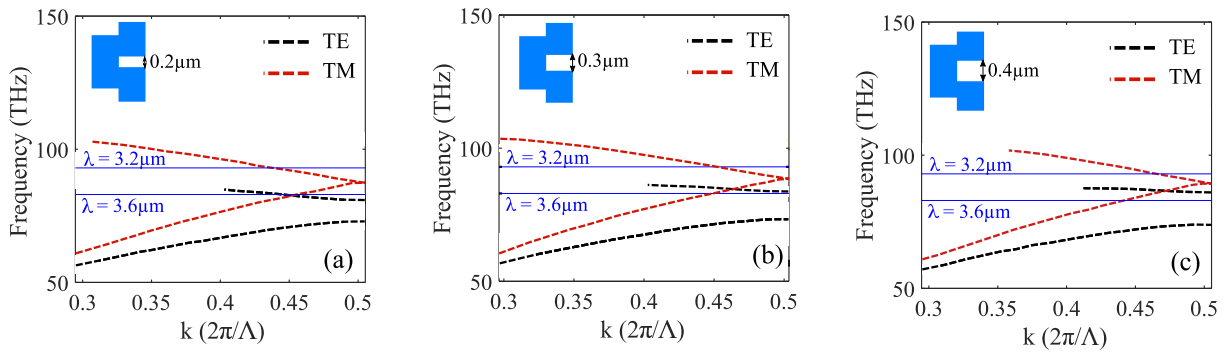 0.2µm
TE
TM
Frequency (THz)
100
50
λ = 3.2µm
λ = 3.6µm
(a)
0.3 0.35 0.4 0.45 0.5
k (2π/Λ)
0.3µm
TE
TM
Frequency (THz)
100
50
λ = 3.2µm
λ = 3.6µm
(b)
0.3 0.35 0.4 0.45 0.5
k (2π/Λ)
0.4µm
TE
TM
Frequency (THz)
100
50
λ = 3.2µm
λ = 3.6µm
(c)
0.3 0.35 0.4 0.45 0.5
k (2π/Λ)